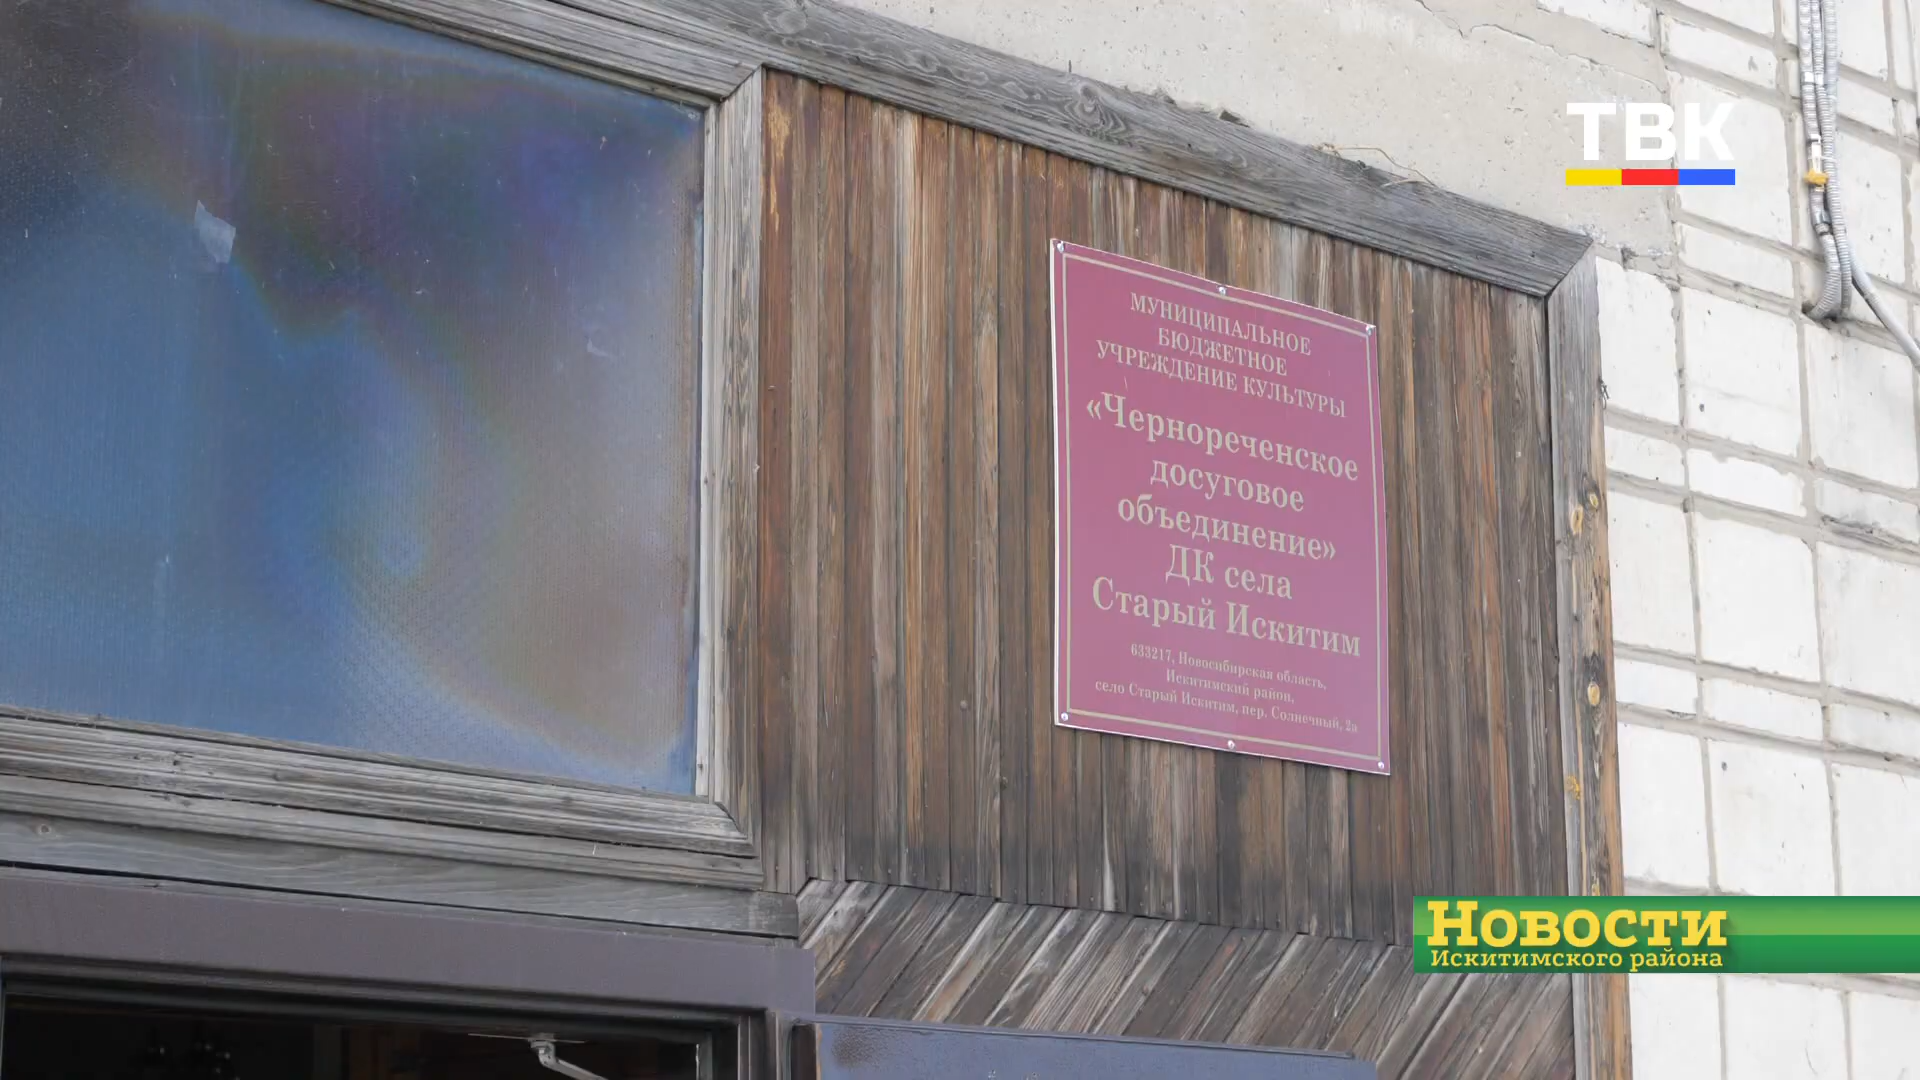 ТВК
МУНИЦИПАЛЬНОЕ
БЮДЖЕТНОЕ
УЧРЕЖДЕНИЕ КУЛЬТУРЫ
«Чернореченское
досуговое
объединение»
ДК села
Старый Искитим
633217, Новосибирская область,
Искитимский район,
село Старый Искитим, пер. Солнечный, 2а
Новости
Искитимского района